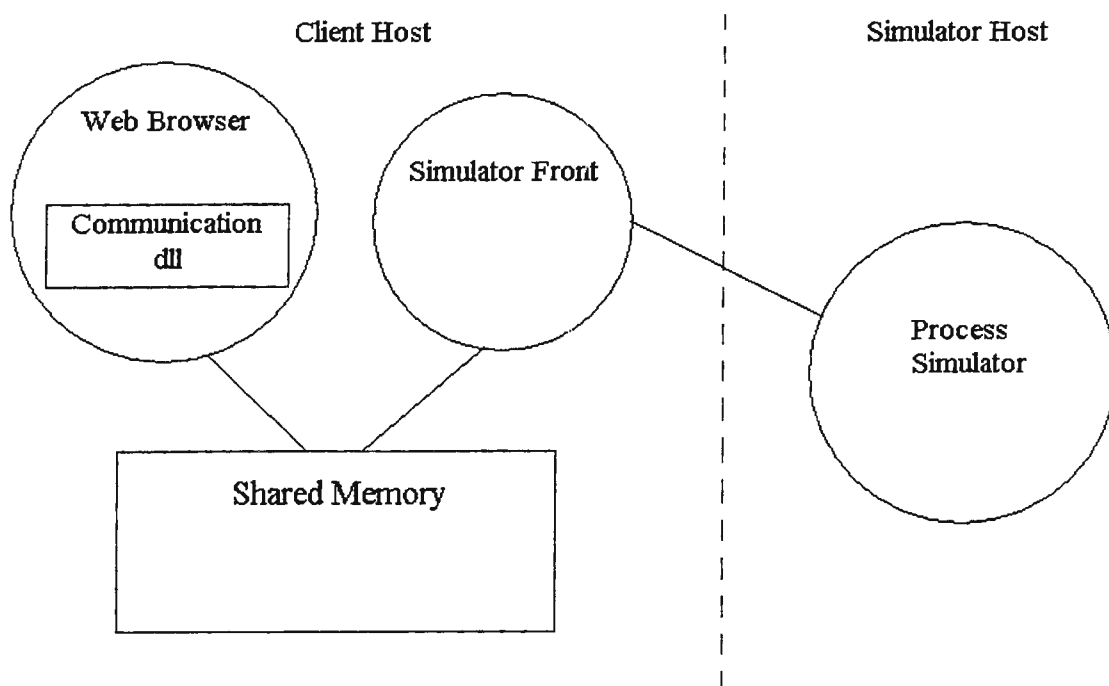 Client Host
Simulator Host
Web Browser
Communication
dll
Simulator Front
Process
Simulator
Shared Memory